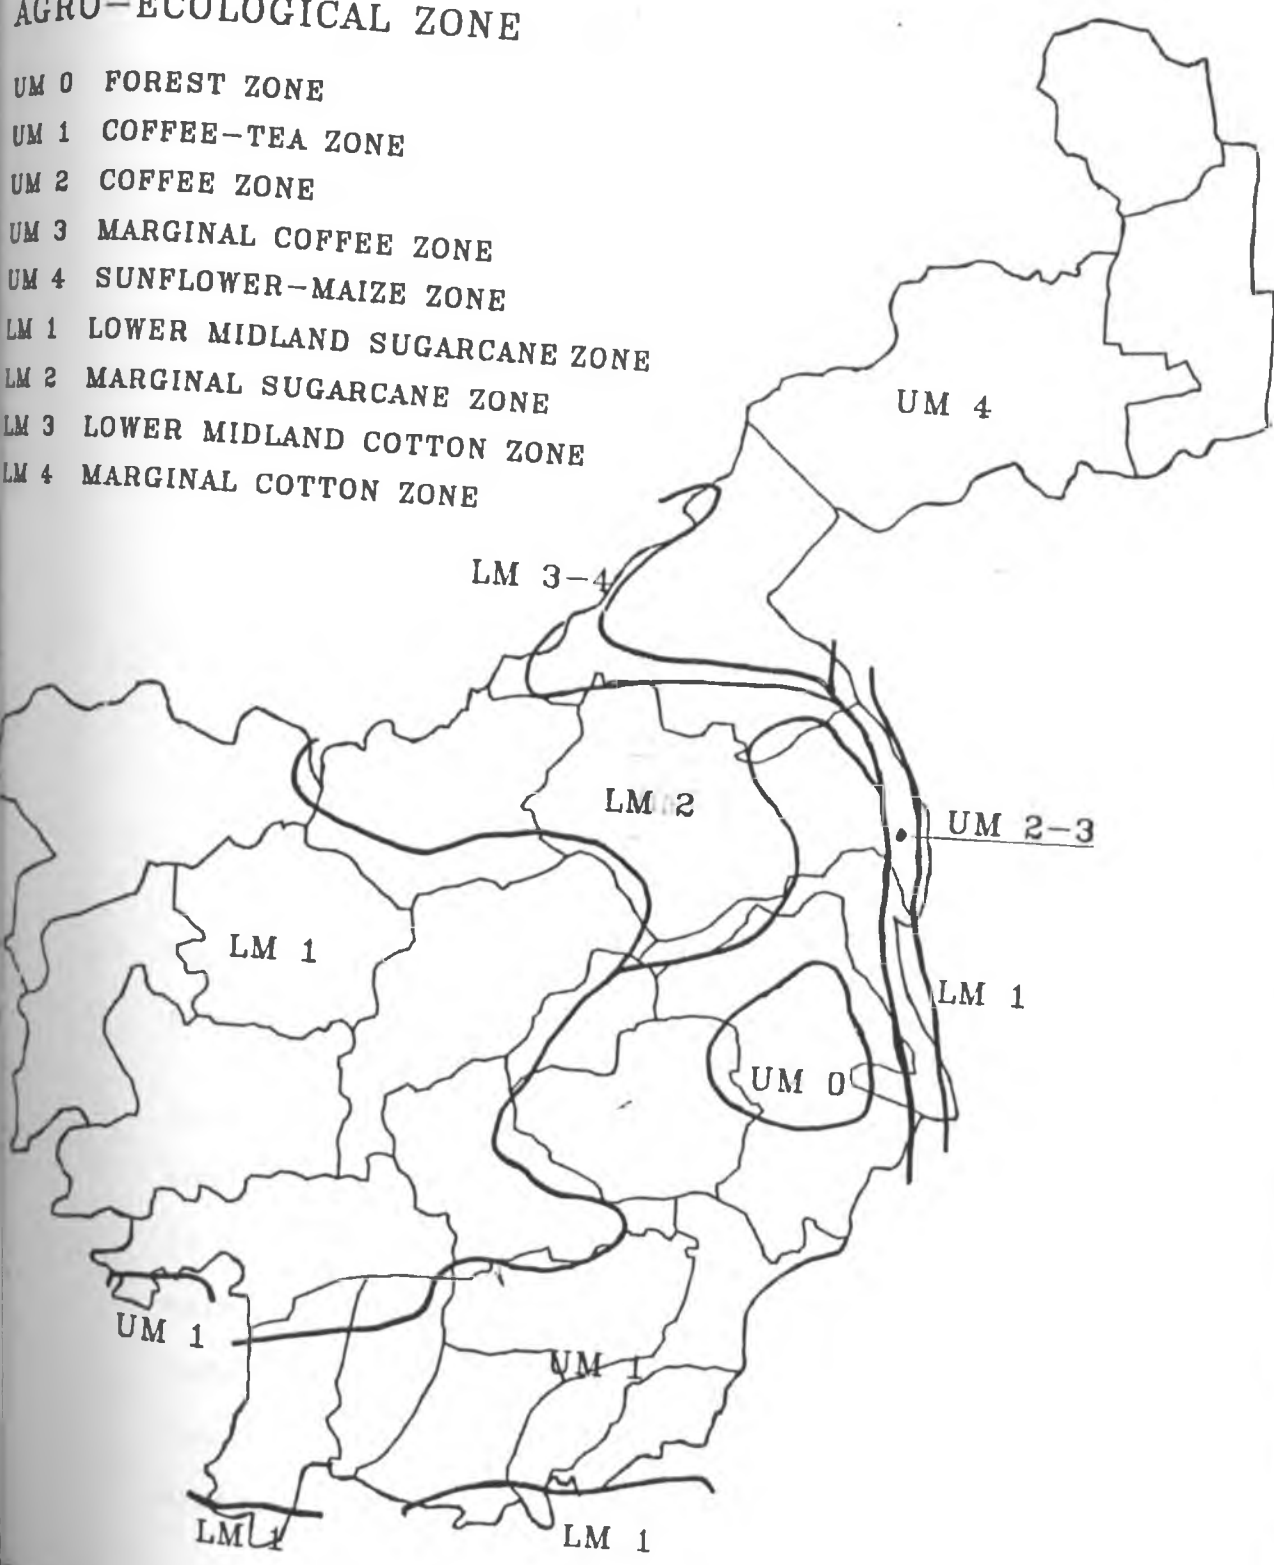 AGRO-ECOLOGICAL ZONE
UM 0 FOREST ZONE
UM 1 COFFEE-TEA ZONE
UM 2 COFFEE ZONE
UM 3 MARGINAL COFFEE ZONE
UM 4 SUNFLOWER-MAIZE ZONE
LM 1 LOWER MIDLAND SUGARCANE ZONE
LM 2 MARGINAL SUGARCANE ZONE
LM 3 LOWER MIDLAND COTTON ZONE
LM 4 MARGINAL COTTON ZONE
UM 4
LM 3-4
LM 2
UM 2-3
LM 1
LM 1
UM 0
UM 1
UM 1
LM 1
LM 1